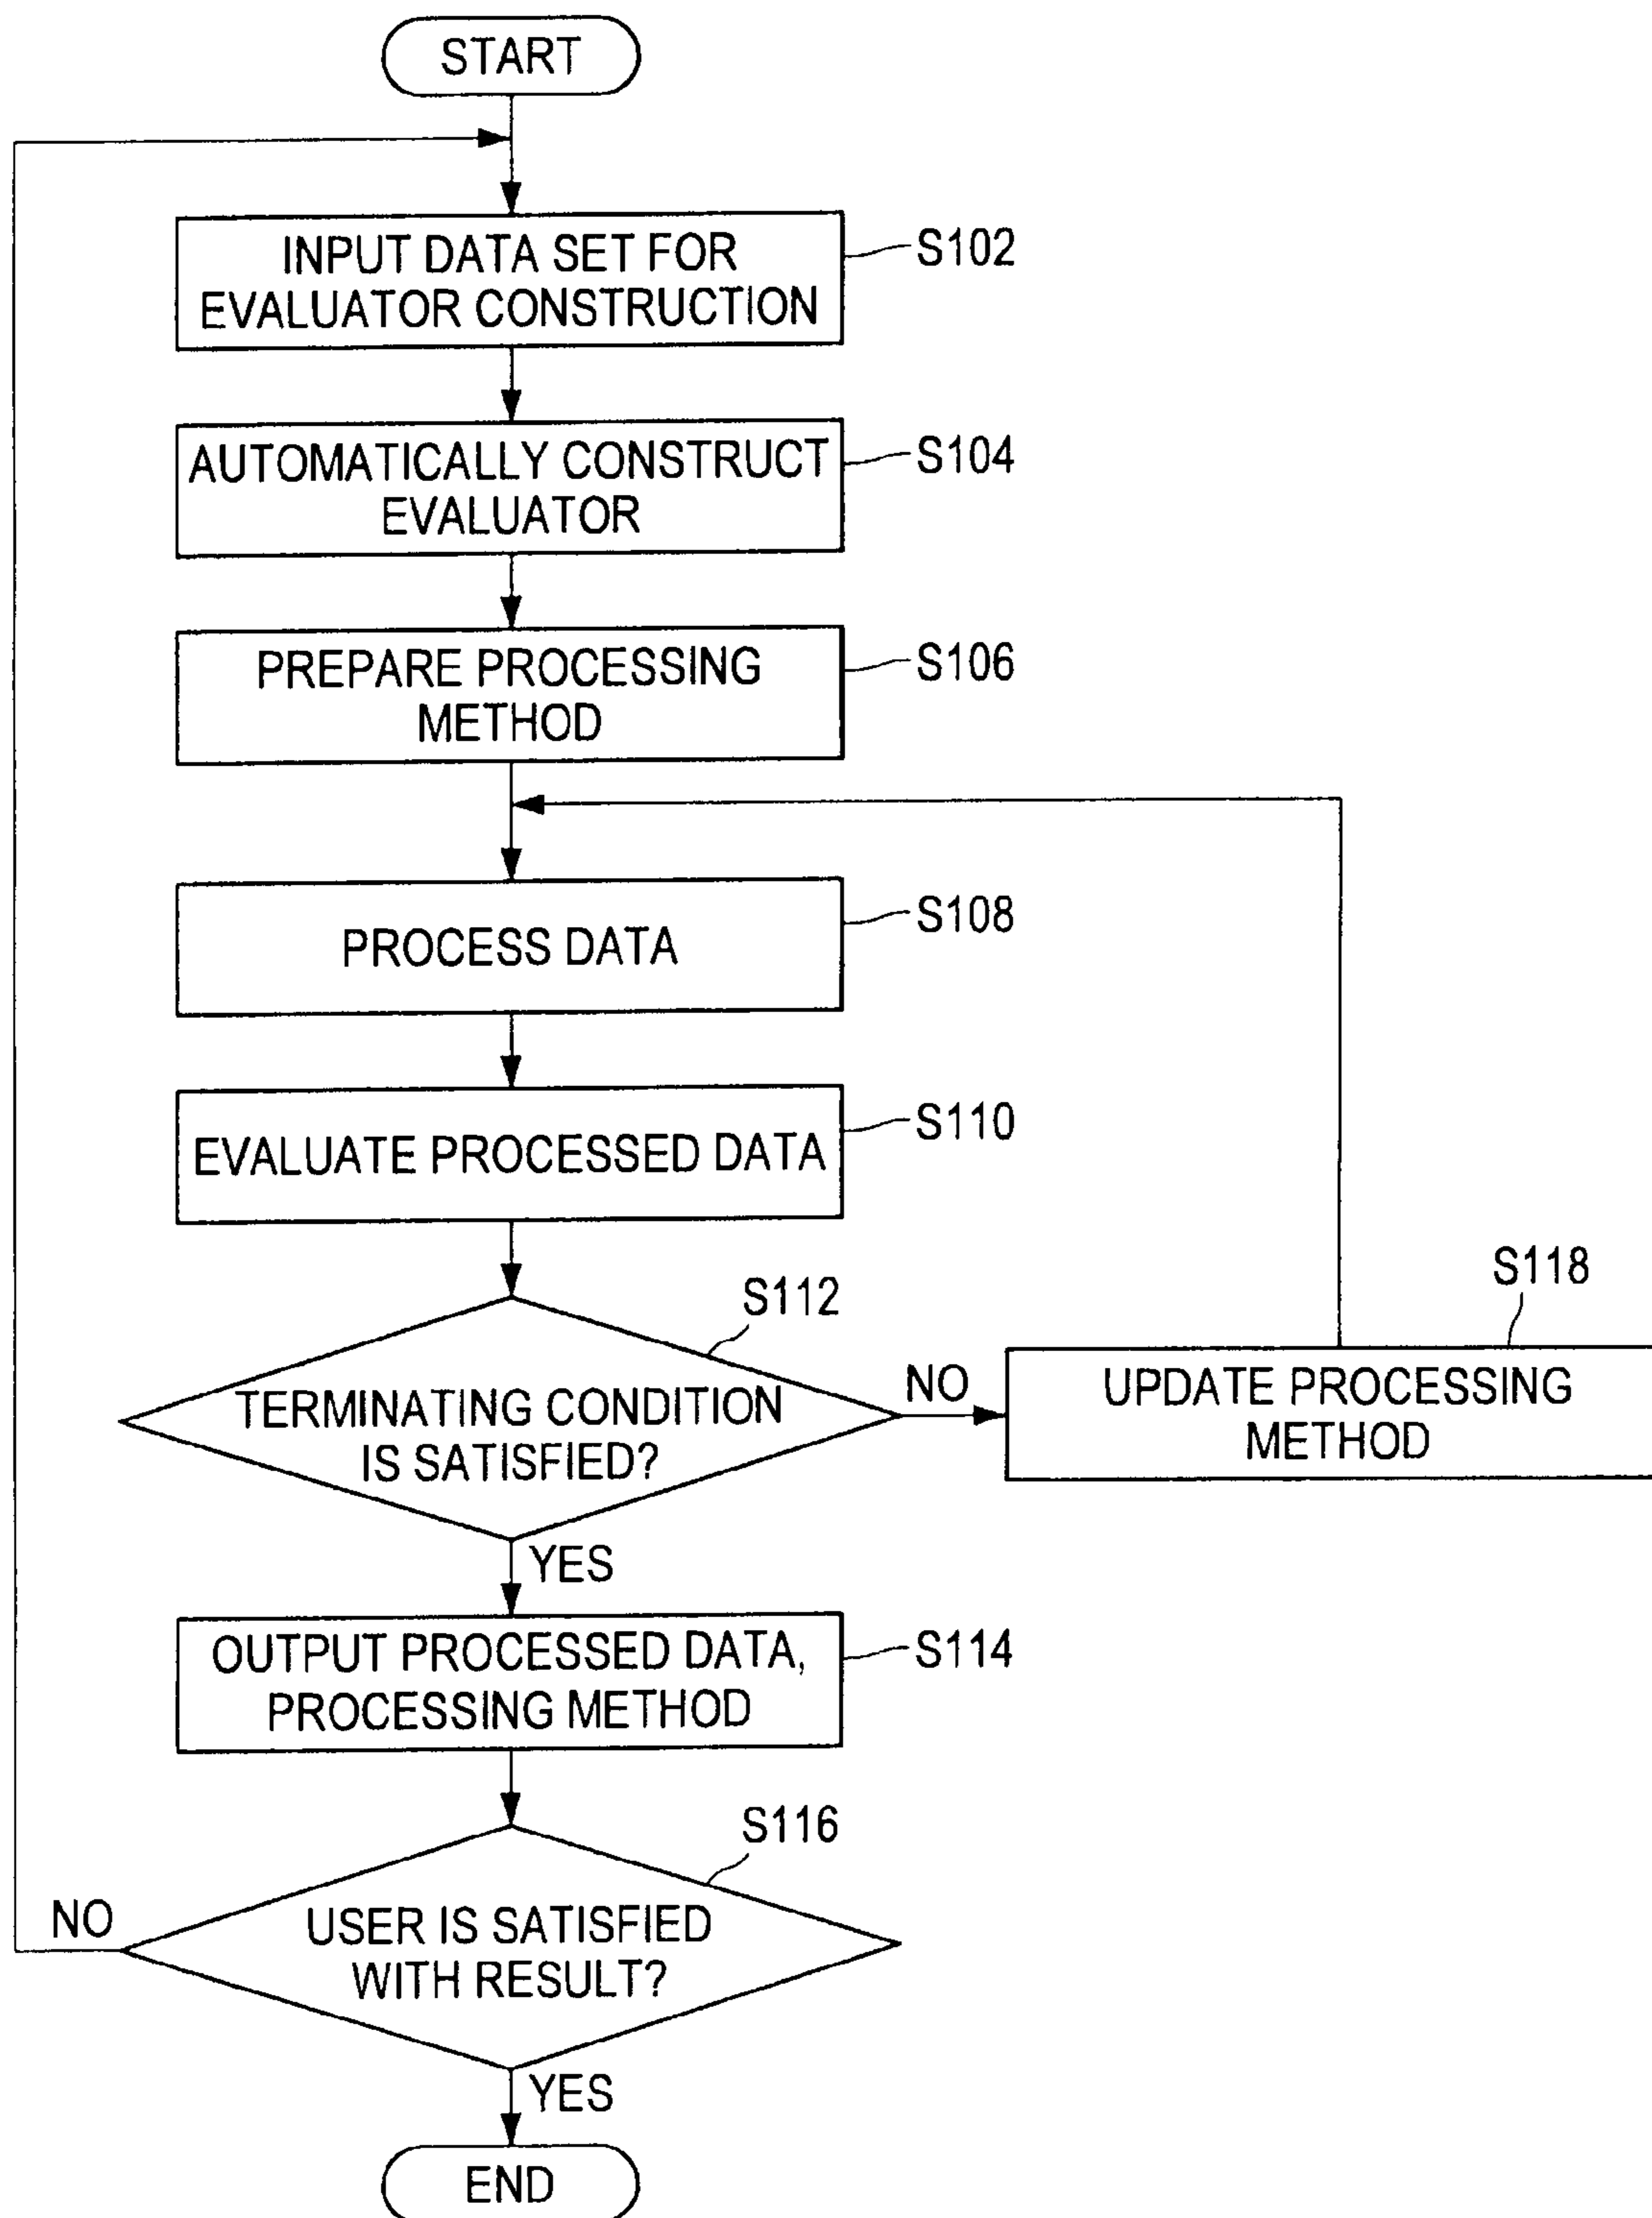 START
INPUT DATA SET FOR
EVALUATOR CONSTRUCTION
S102
AUTOMATICALLY CONSTRUCT
EVALUATOR
S104
PREPARE PROCESSING
METHOD
S106
PROCESS DATA
S108
EVALUATE PROCESSED DATA
S110
S112
TERMINATING CONDITION
IS SATISFIED?
NO
S118
UPDATE PROCESSING
METHOD
YES
OUTPUT PROCESSED DATA,
PROCESSING METHOD
S114
S116
USER IS SATISFIED
WITH RESULT?
NO
YES
END